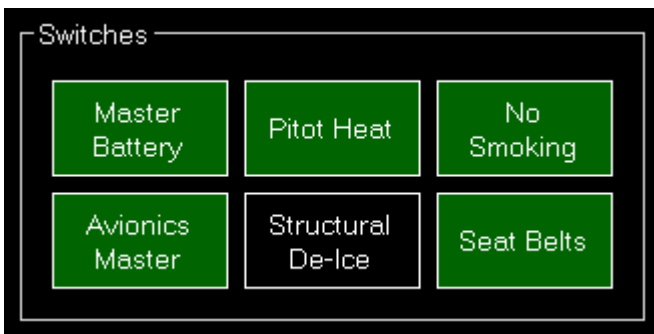 Switches
Master
Battery
Pitot Heat
No
Smoking
Avionics
Master
Structural
De-Ice
Seat Belts